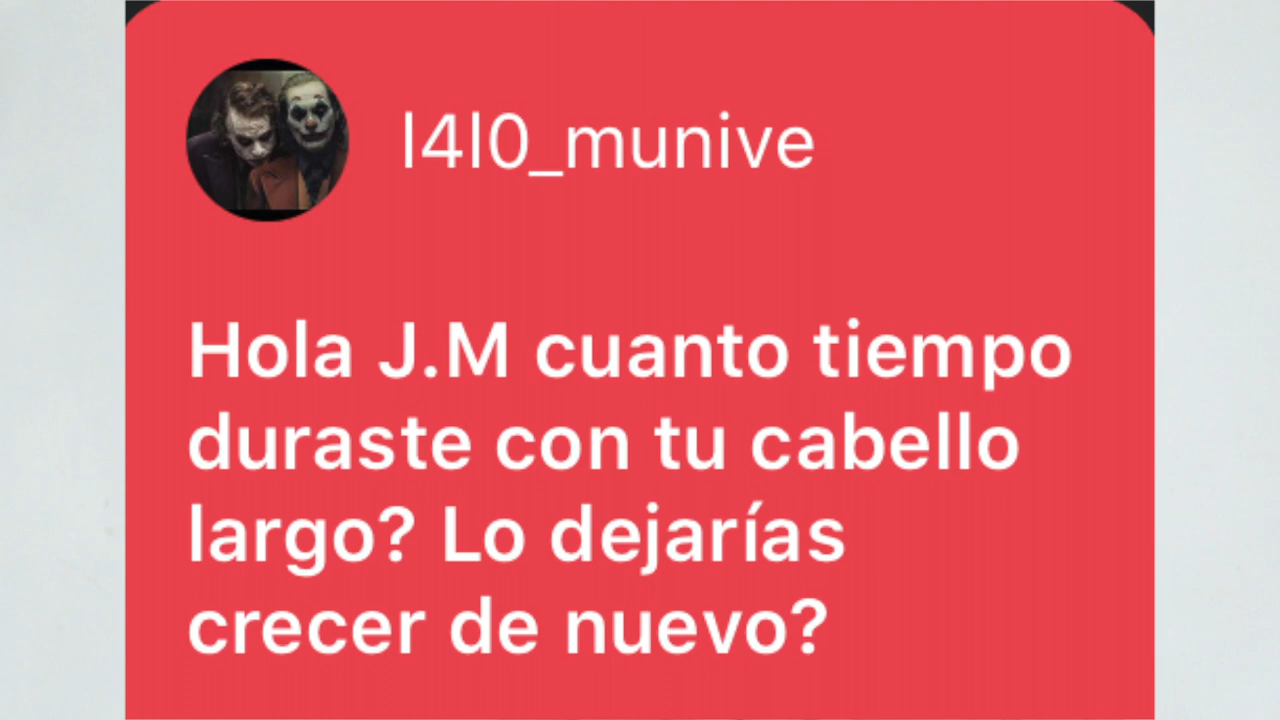 l4l0_munive
Hola J.M cuanto tiempo
duraste con tu cabello
largo? Lo dejarías
crecer de nuevo?